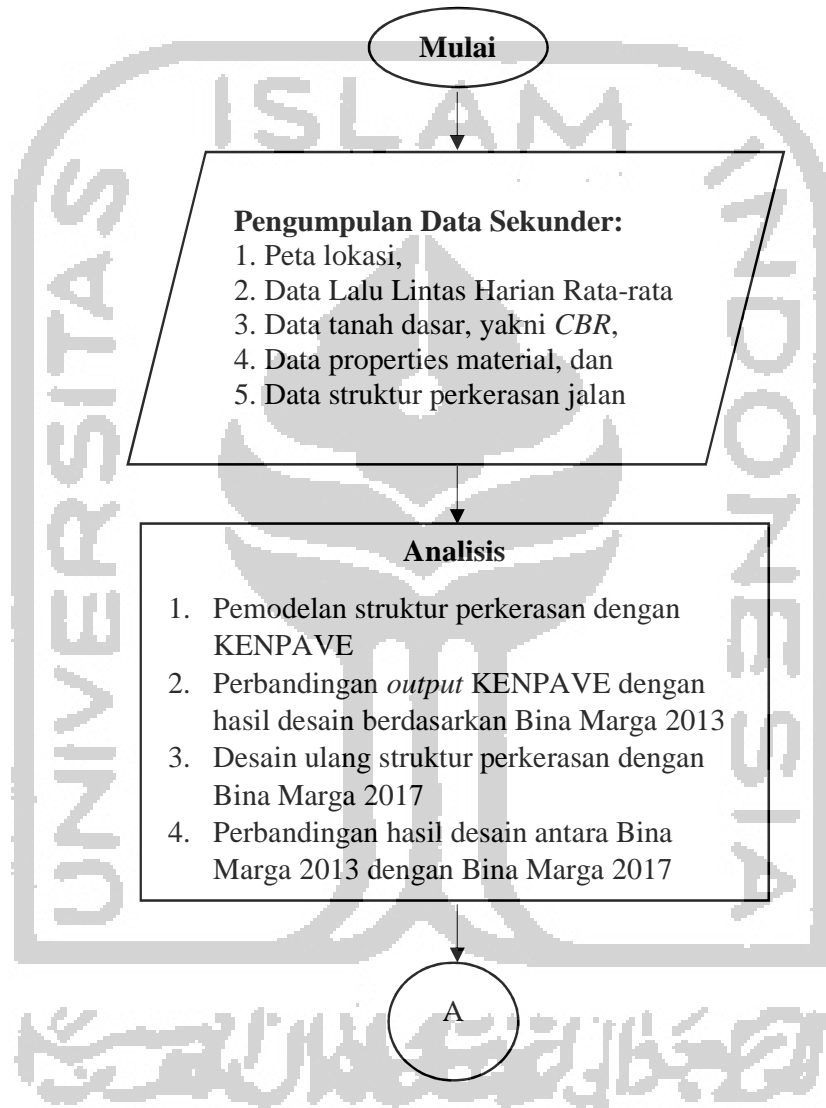 Mulai
ISLAM
UNIVERSITAS
INDONESIA
Pengumpulan Data Sekunder:
1. Peta lokasi,
2. Data Lalu Lintas Harian Rata-rata
3. Data tanah dasar, yakni CBR,
4. Data properties material, dan
5. Data struktur perkerasan jalan
Analisis
1. Pemodelan struktur perkerasan dengan
KENPAVE
2. Perbandingan output KENPAVE dengan
hasil desain berdasarkan Bina Marga 2013
3. Desain ulang struktur perkerasan dengan
Bina Marga 2017
4. Perbandingan hasil desain antara Bina
Marga 2013 dengan Bina Marga 2017
A